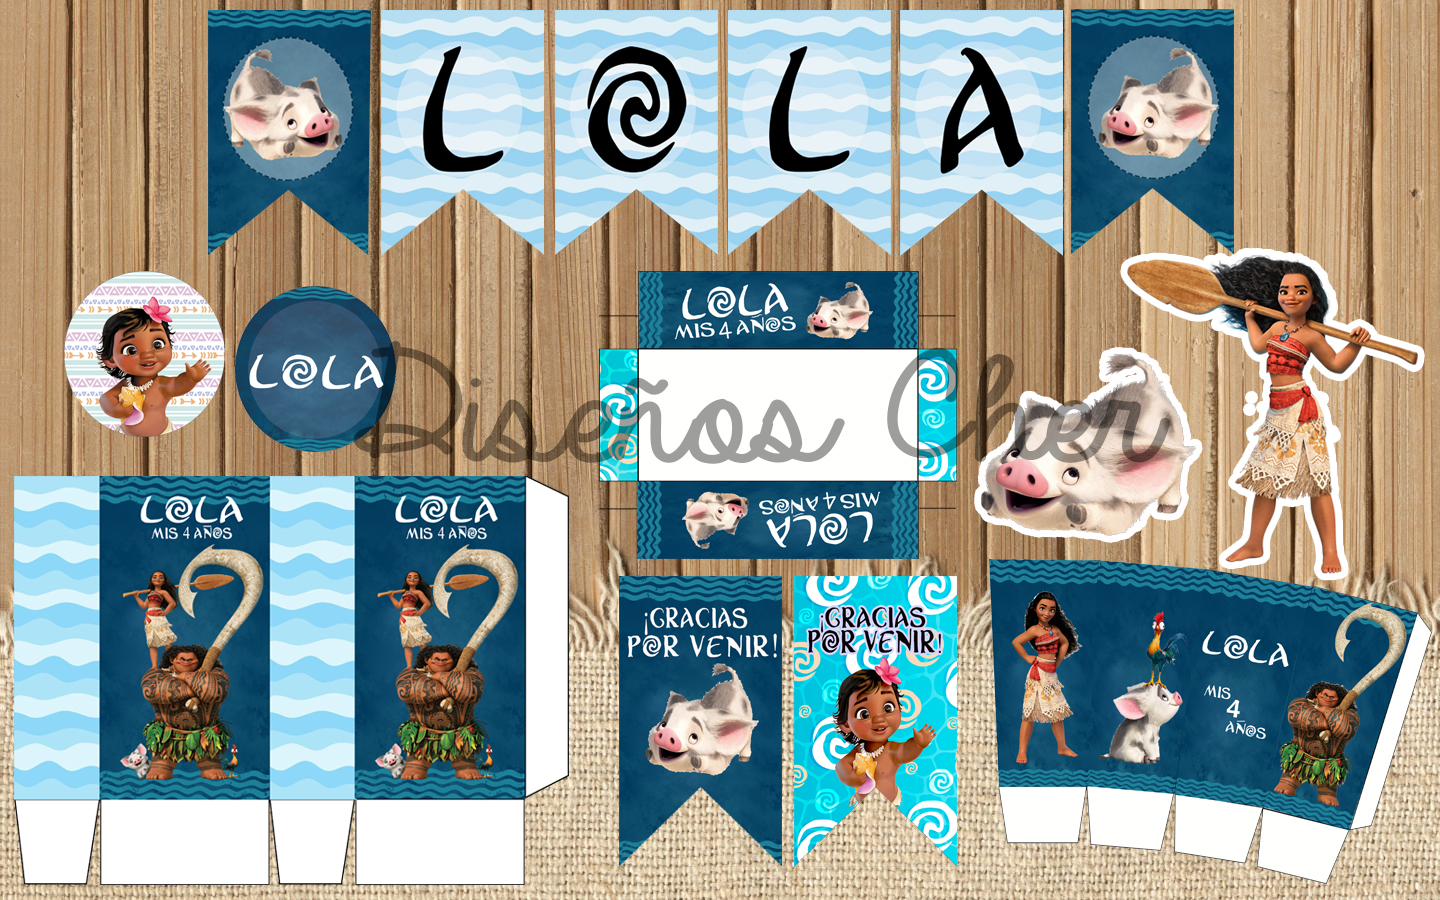 L O L A
LOLA
MIS 4 AÑOS
LOLA
Diseños Cher
MIS 4 AÑOS
LOLA
LOLA
MIS 4 AÑOS
LOLA
MIS 4 AÑOS
¡GRACIAS
POR VENIR!
¡GRACIAS
POR VENIR!
LOLA
MIS
4
AÑOS